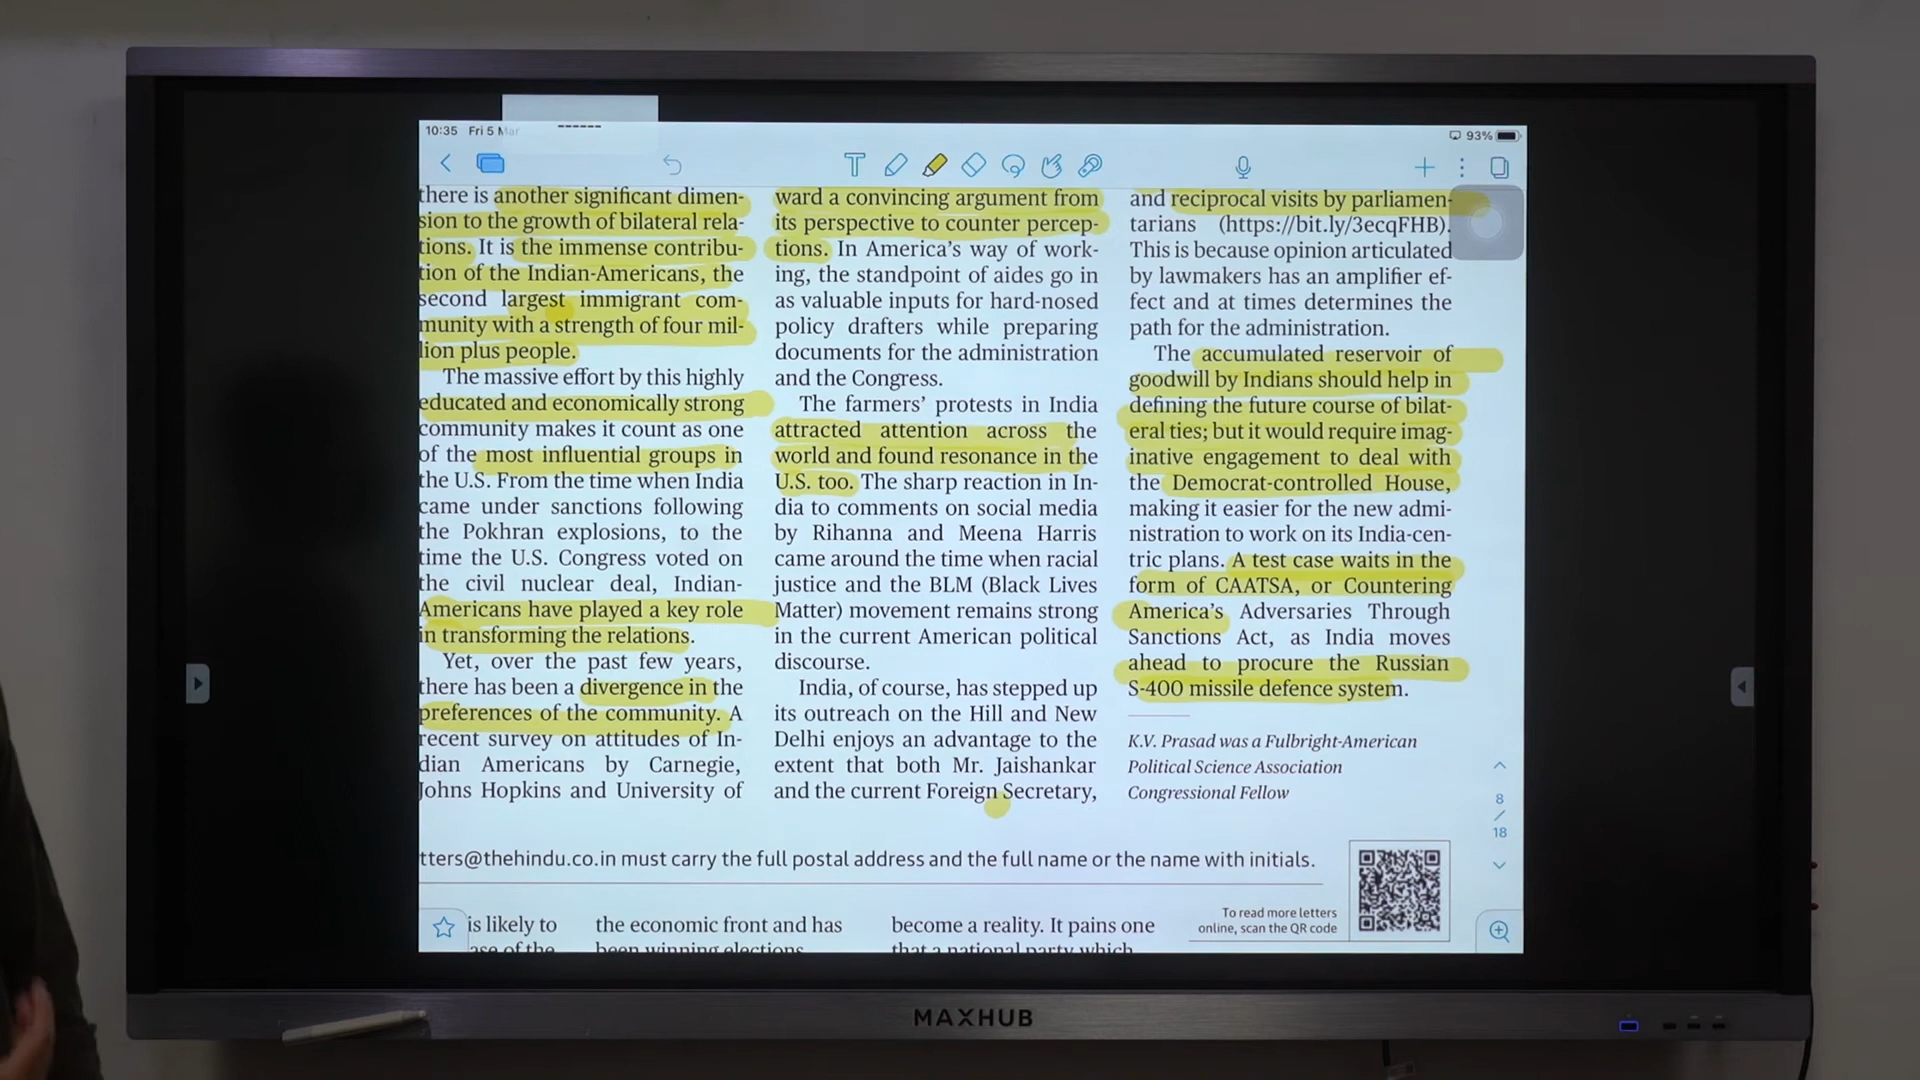 10:35 Fri 5 Mar
93%
there is another significant dimen-
sion to the growth of bilateral rela-
tions. It is the immense contribu-
tion of the Indian-Americans, the
second largest immigrant com-
munity with a strength of four mil-
lion plus people.
The massive effort by this highly
educated and economically strong
community makes it count as one
of the most influential groups in
the U.S. From the time when India
came under sanctions following
the Pokhran explosions, to the
time the U.S. Congress voted on
the civil nuclear deal, Indian-
Americans have played a key role
in transforming the relations.
Yet, over the past few years,
there has been a divergence in the
preferences of the community. A
recent survey on attitudes of In-
dian Americans by Carnegie,
Johns Hopkins and University of
ward a convincing argument from
its perspective to counter percep-
tions. In America's way of work-
ing, the standpoint of aides go in
as valuable inputs for hard-nosed
policy drafters while preparing
documents for the administration
and the Congress.
The farmers' protests in India
attracted attention across the
world and found resonance in the
U.S. too. The sharp reaction in In-
dia to comments on social media
by Rihanna and Meena Harris
came around the time when racial
justice and the BLM (Black Lives
Matter) movement remains strong
in the current American political
discourse.
India, of course, has stepped up
its outreach on the Hill and New
Delhi enjoys an advantage to the
extent that both Mr. Jaishankar
and the current Foreign Secretary,
and reciprocal visits by parliamen-
tarians (https://bit.ly/3ecqFHB).
This is because opinion articulated
by lawmakers has an amplifier ef-
fect and at times determines the
path for the administration.
The accumulated reservoir of
goodwill by Indians should help in
defining the future course of bilat-
eral ties; but it would require imag-
inative engagement to deal with
the Democrat-controlled House,
making it easier for the new admi-
nistration to work on its India-cen-
tric plans. A test case waits in the
form of CAATSA, or Countering
America's Adversaries Through
Sanctions Act, as India moves
ahead to procure the Russian
S-400 missile defence system.
K.V. Prasad was a Fulbright-American
Political Science Association
Congressional Fellow
8
/
18
tters@thehindu.co.in must carry the full postal address and the full name or the name with initials.
To read more letters
online, scan the QR code
is likely to
ase of the
the economic front and has
been winning elections
become a reality. It pains one
that a national party which
MAXHUB